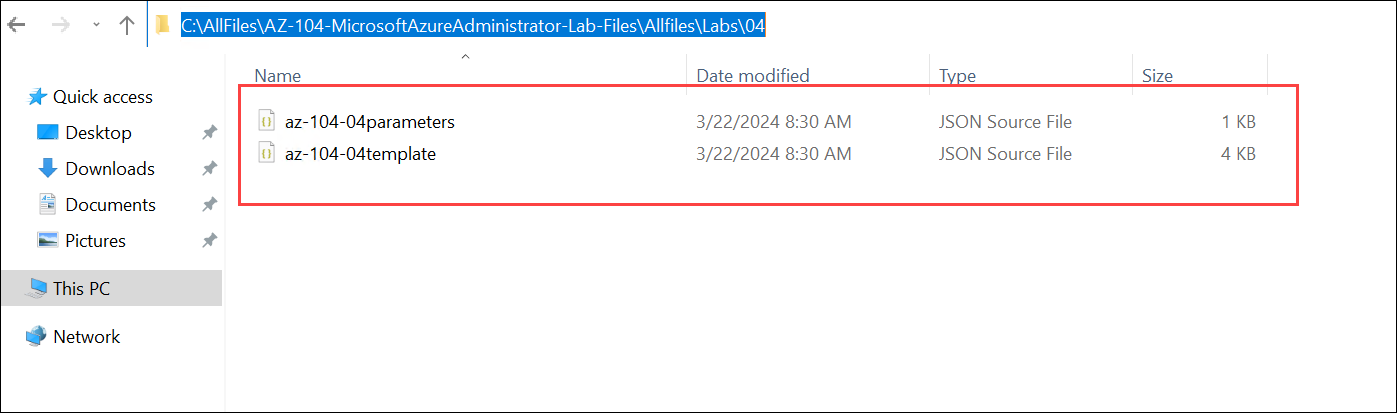 C:\AllFiles\AZ-104-MicrosoftAzureAdministrator-Lab-Files\Allfiles\Labs\04
Name Date modified Type Size
Quick access
Desktop
Downloads
Documents
Pictures
This PC
Network
az-104-04parameters 3/22/2024 8:30 AM JSON Source File 1 KB
az-104-04template 3/22/2024 8:30 AM JSON Source File 4 KB